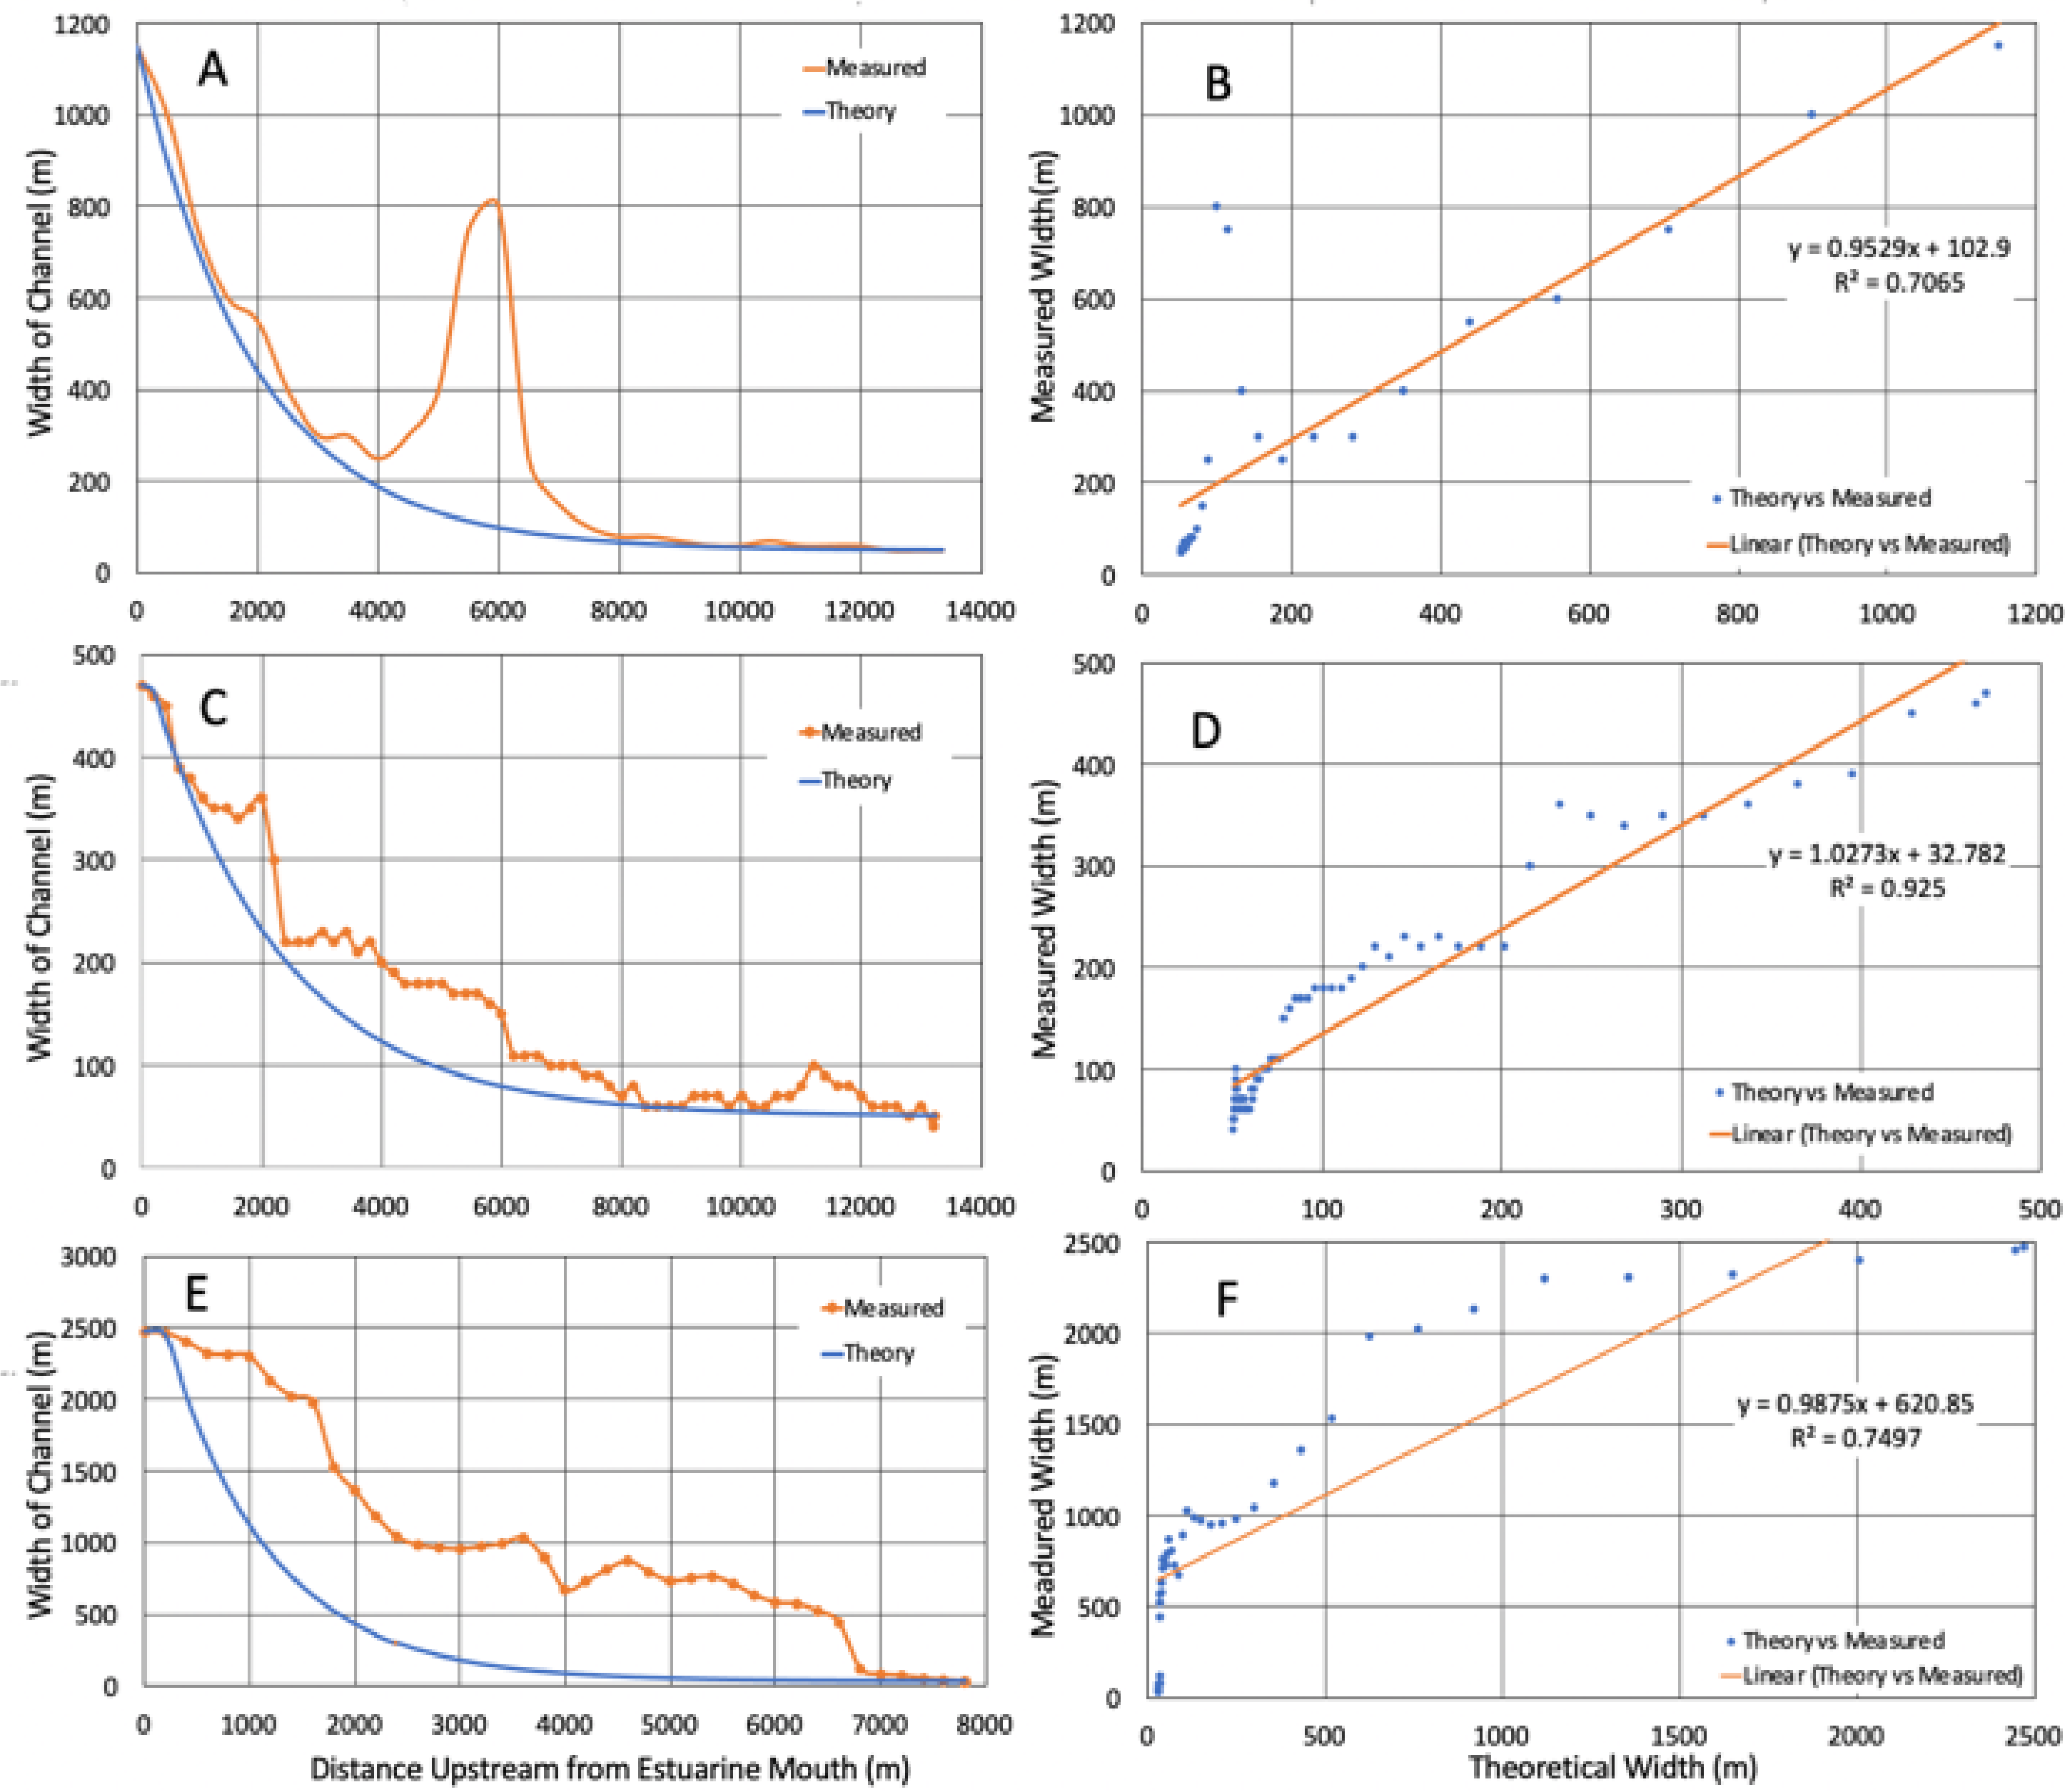 A
Measured
Theory
Width of Channel (m)
1200
1000
800
600
400
200
0
0 2000 4000 6000 8000 10000 12000 14000
B
Measured WIdth(m)
1200
1000
800
600
400
200
0
y = 0.9529x + 102.9
R² = 0.7065
Theory vs Measured
Linear (Theory vs Measured)
0 200 400 600 800 1000 1200
C
Measured
Theory
Width of Channel (m)
500
400
300
200
100
0
0 2000 4000 6000 8000 10000 12000 14000
D
Measured Width (m)
500
400
300
200
100
0
y = 1.0273x + 32.782
R² = 0.925
Theory vs Measured
Linear (Theory vs Measured)
0 100 200 300 400 500
E
Measured
Theory
Width of Channel (m)
3000
2500
2000
1500
1000
500
0
0 1000 2000 3000 4000 5000 6000 7000 8000
Distance Upstream from Estuarine Mouth (m)
F
Meadured Width (m)
2500
2000
1500
1000
500
0
y = 0.9875x + 620.85
R² = 0.7497
Theory vs Measured
Linear (Theory vs Measured)
0 500 1000 1500 2000 2500
Theoretical Width (m)